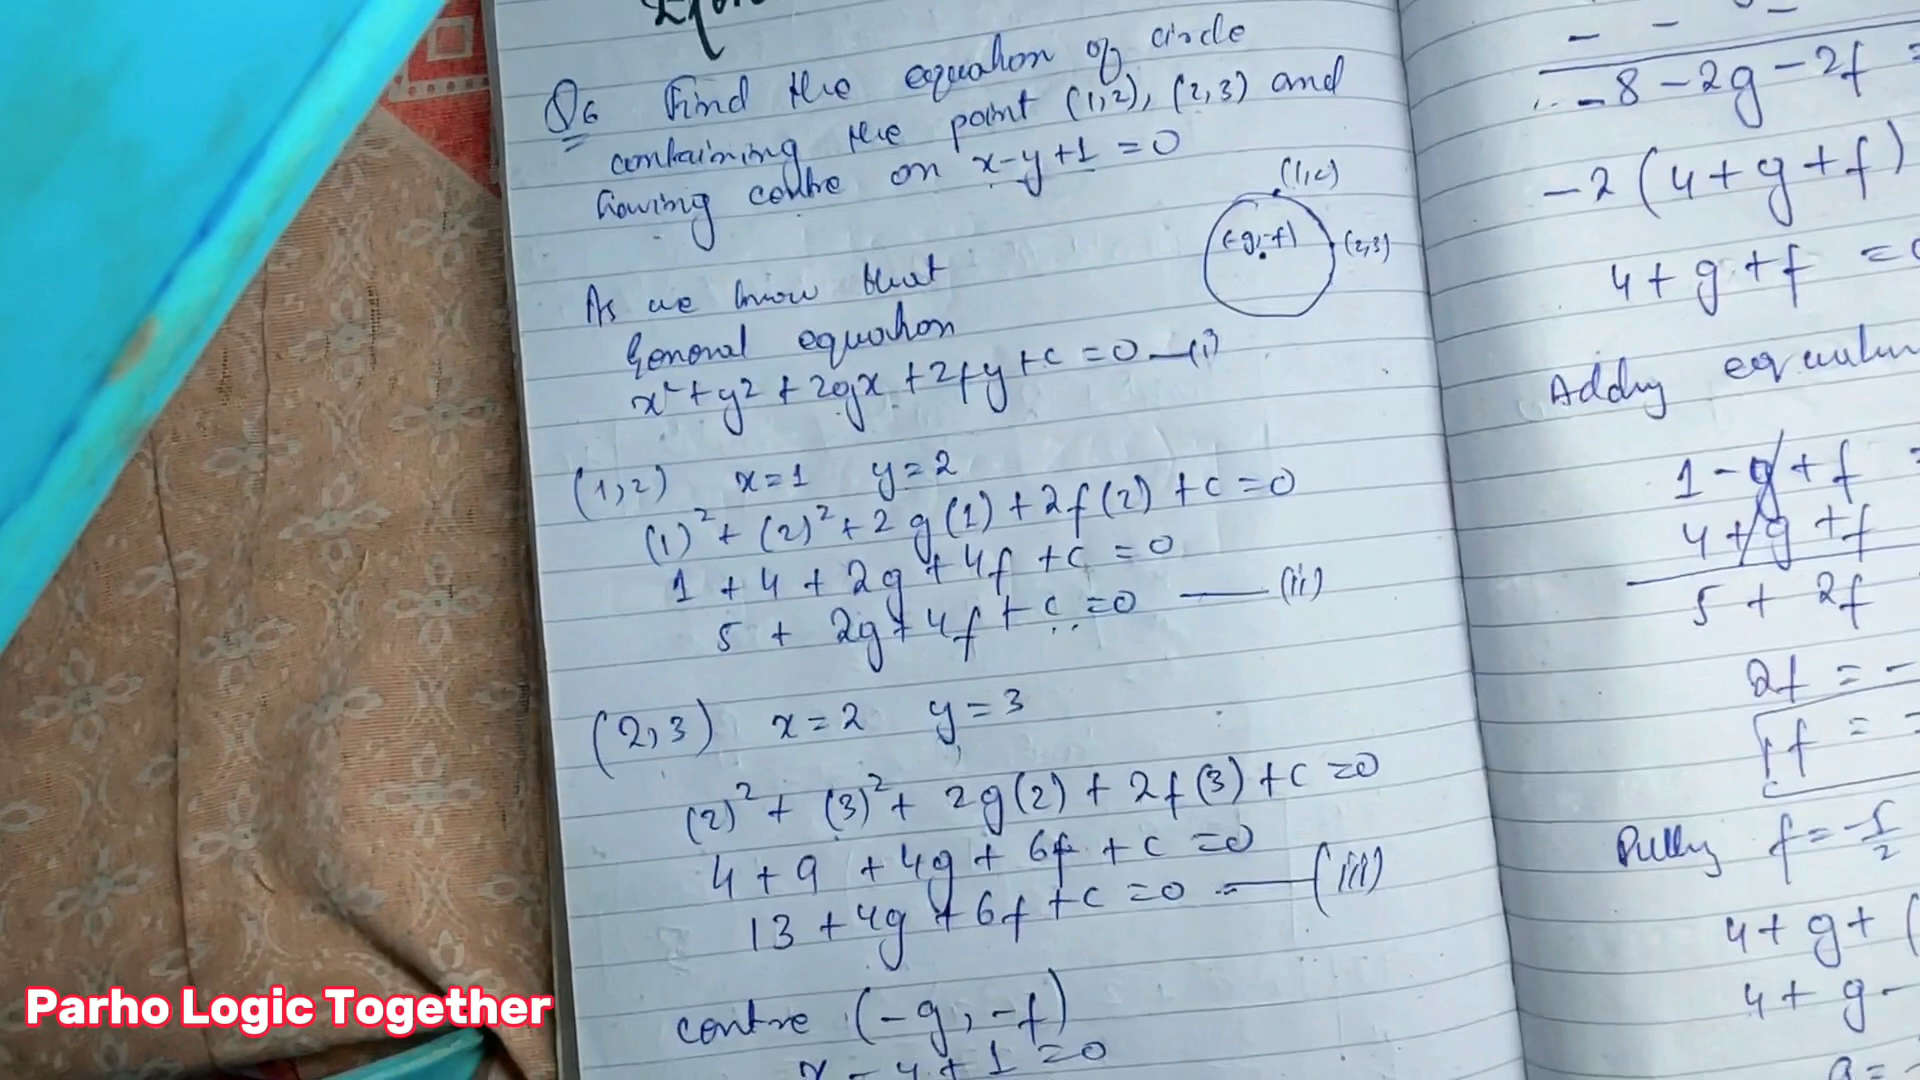 Q6 Find the equation of circle
containing the point (1,2), (2,3) and
having centre on x-y+1=0
(1,2)
(-g,-f)
(2,3)
As we know that
General equation
x²+y²+2gx+2fy+c=0—(i)
(1,2) x=1 y=2
(1)²+(2)²+2g(1)+2f(2)+c=0
1+4+2g+4f+c=0
5+2g+4f+c=0 —(ii)
(2,3) x=2 y=3
(2)²+(3)²+2g(2)+2f(3)+c=0
4+9+4g+6f+c=0
13+4g+6f+c=0 —(iii)
centre (-g,-f)
x-y+1=0
-8-2g-2f=
-2(4+g+f)
4+g+f=0
Adding
1-g+f=
4+g+f
5+2f
2f=-
f=-
f=-5/2
4+g+(
4+g-
g=
Parho Logic Together